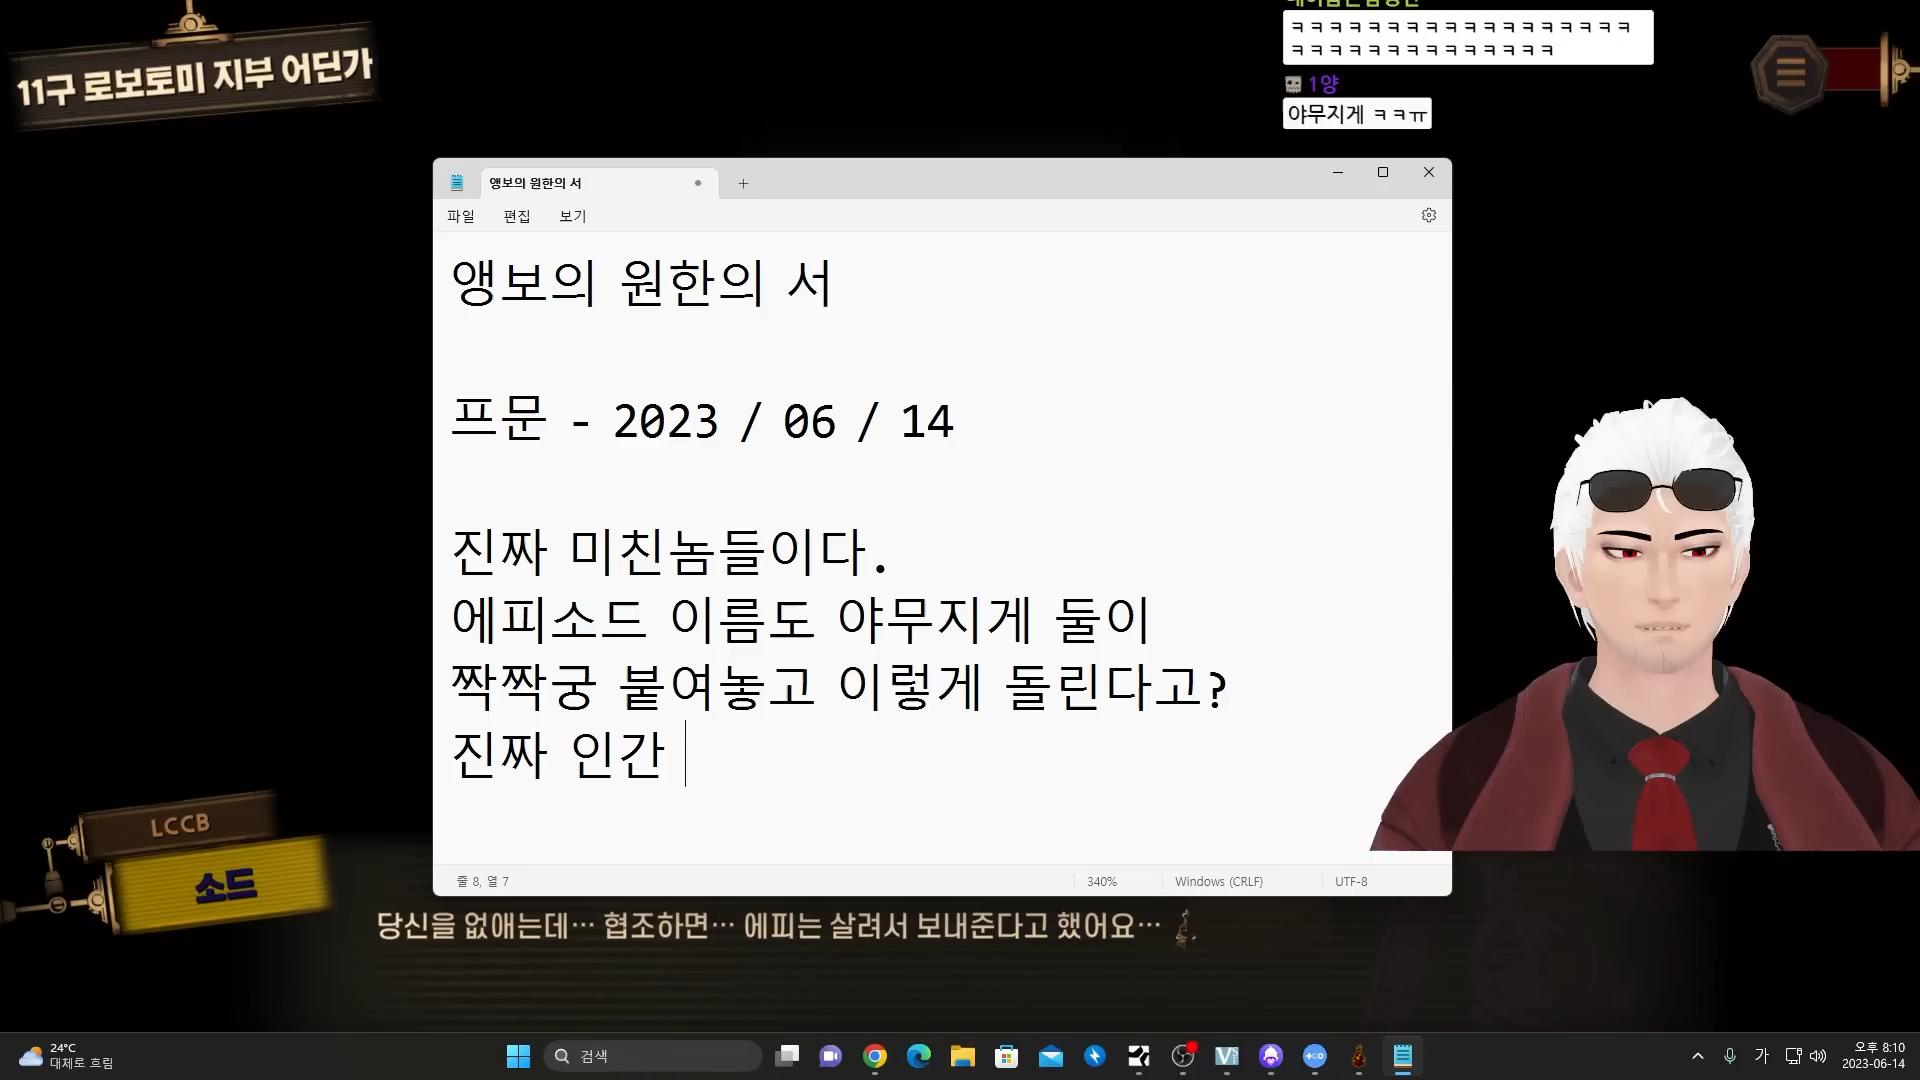 11구 로보토미 지부 어딘가
ㅋㅋㅋㅋㅋㅋㅋㅋㅋㅋㅋㅋㅋㅋㅋㅋㅋㅋ
ㅋㅋㅋㅋㅋㅋㅋㅋㅋㅋㅋㅋㅋㅋ
1양
야무지게 ㅋㅋㅠ
앵보의 원한의 서
파일 편집 보기
앵보의 원한의 서
프문 - 2023 / 06 / 14
진짜 미친놈들이다.
에피소드 이름도 야무지게 둘이
짝짝궁 붙여놓고 이렇게 돌린다고?
진짜 인간
줄 8, 열 7
340%
Windows (CRLF)
UTF-8
LCCB
소드
당신을 없애는데… 협조하면… 에피는 살려서 보내준다고 했어요…
24°C
대체로 흐림
검색
가
오후 8:10
2023-06-14